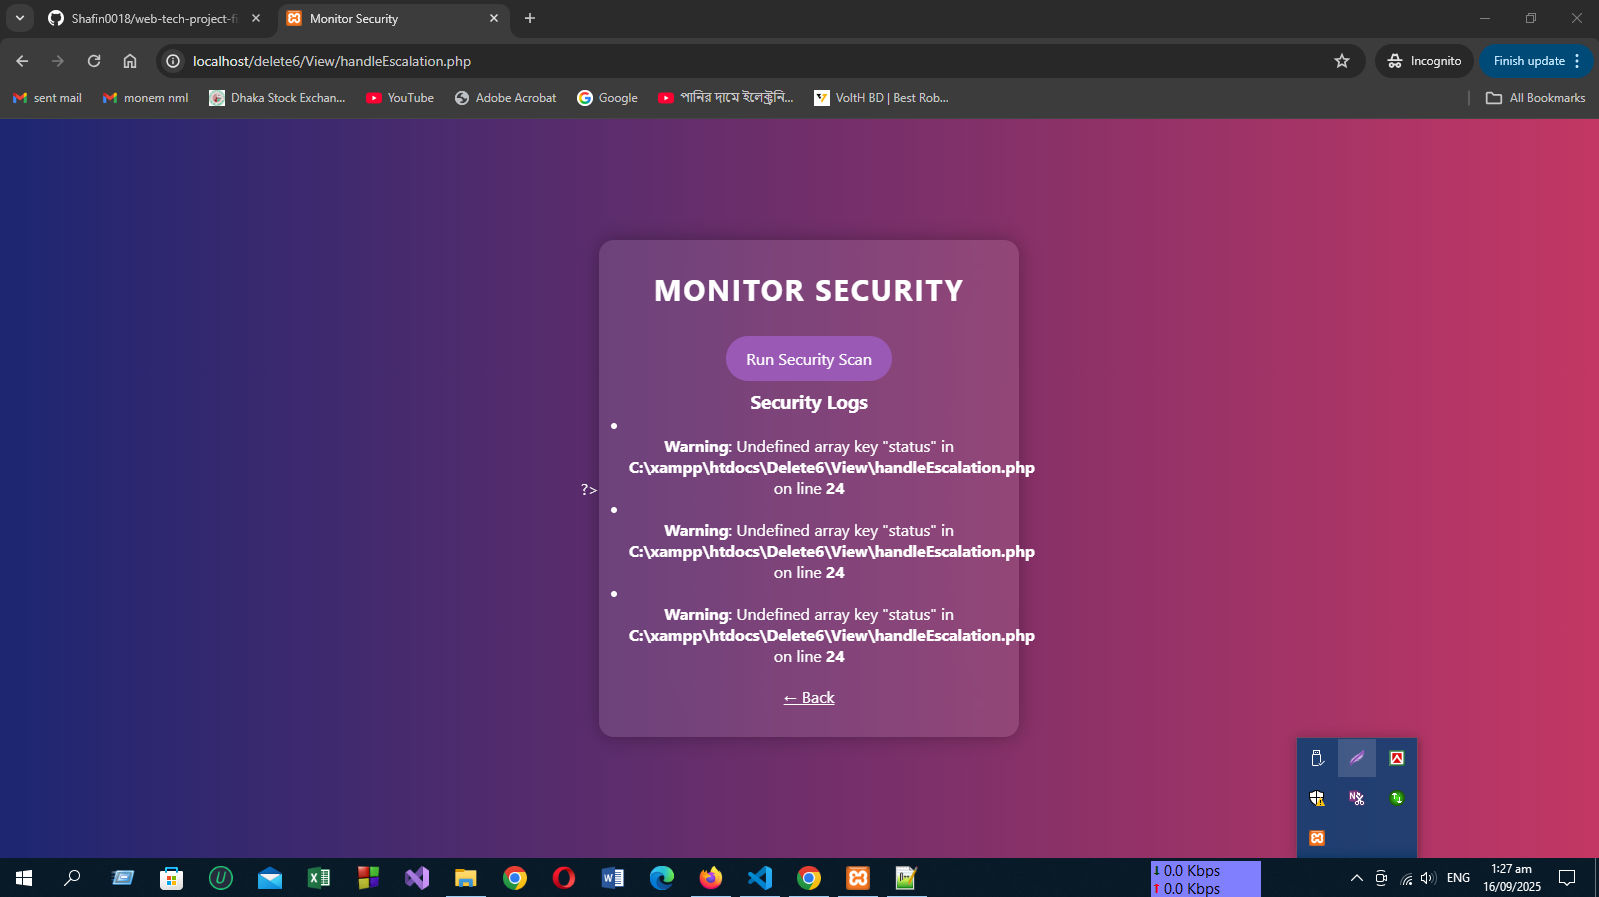 Shafin0018/web-tech-project-fi
Monitor Security
localhost/delete6/View/handleEscalation.php
Incognito
Finish update
sent mail
monem nml
Dhaka Stock Exchan...
YouTube
Adobe Acrobat
Google
পানির দামে ইলেক্ট্রনি...
VoltH BD | Best Rob...
All Bookmarks
MONITOR SECURITY
Run Security Scan
Security Logs
Warning: Undefined array key "status" in
C:\xampp\htdocs\Delete6\View\handleEscalation.php
on line 24
?>
Warning: Undefined array key "status" in
C:\xampp\htdocs\Delete6\View\handleEscalation.php
on line 24
Warning: Undefined array key "status" in
C:\xampp\htdocs\Delete6\View\handleEscalation.php
on line 24
← Back
0.0 Kbps
0.0 Kbps
ENG
1:27 am
16/09/2025